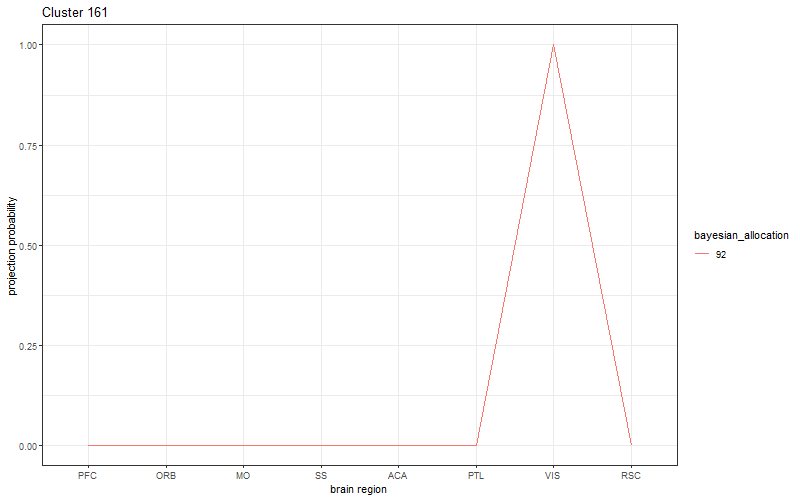 Cluster 161
1.00
0.75
0.50
0.25
0.00
projection probability
PFC ORB MO SS ACA PTL VIS RSC
brain region
bayesian_allocation
92